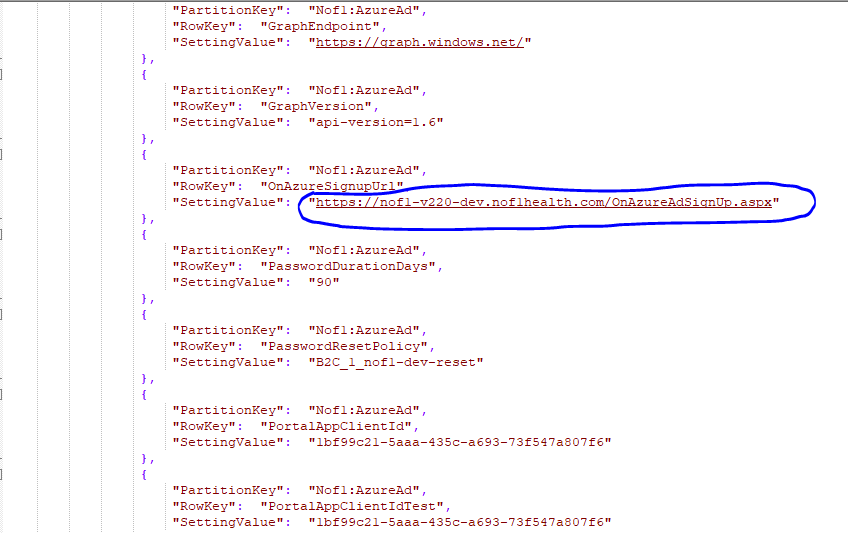 "PartitionKey": "Nof1:AzureAd",
"RowKey": "GraphEndpoint",
"SettingValue": "https://graph.windows.net/"
},
{
"PartitionKey": "Nof1:AzureAd",
"RowKey": "GraphVersion",
"SettingValue": "api-version=1.6"
},
{
"PartitionKey": "Nof1:AzureAd",
"RowKey": "OnAzureSignupUrl",
"SettingValue": "https://nof1-v220-dev.nof1health.com/OnAzureAdSignUp.aspx"
},
{
"PartitionKey": "Nof1:AzureAd",
"RowKey": "PasswordDurationDays",
"SettingValue": "90"
},
{
"PartitionKey": "Nof1:AzureAd",
"RowKey": "PasswordResetPolicy",
"SettingValue": "B2C_1_nof1-dev-reset"
},
{
"PartitionKey": "Nof1:AzureAd",
"RowKey": "PortalAppClientId",
"SettingValue": "1bf99c21-5aaa-435c-a693-73f547a807f6"
},
{
"PartitionKey": "Nof1:AzureAd",
"RowKey": "PortalAppClientIdTest",
"SettingValue": "1bf99c21-5aaa-435c-a693-73f547a807f6"